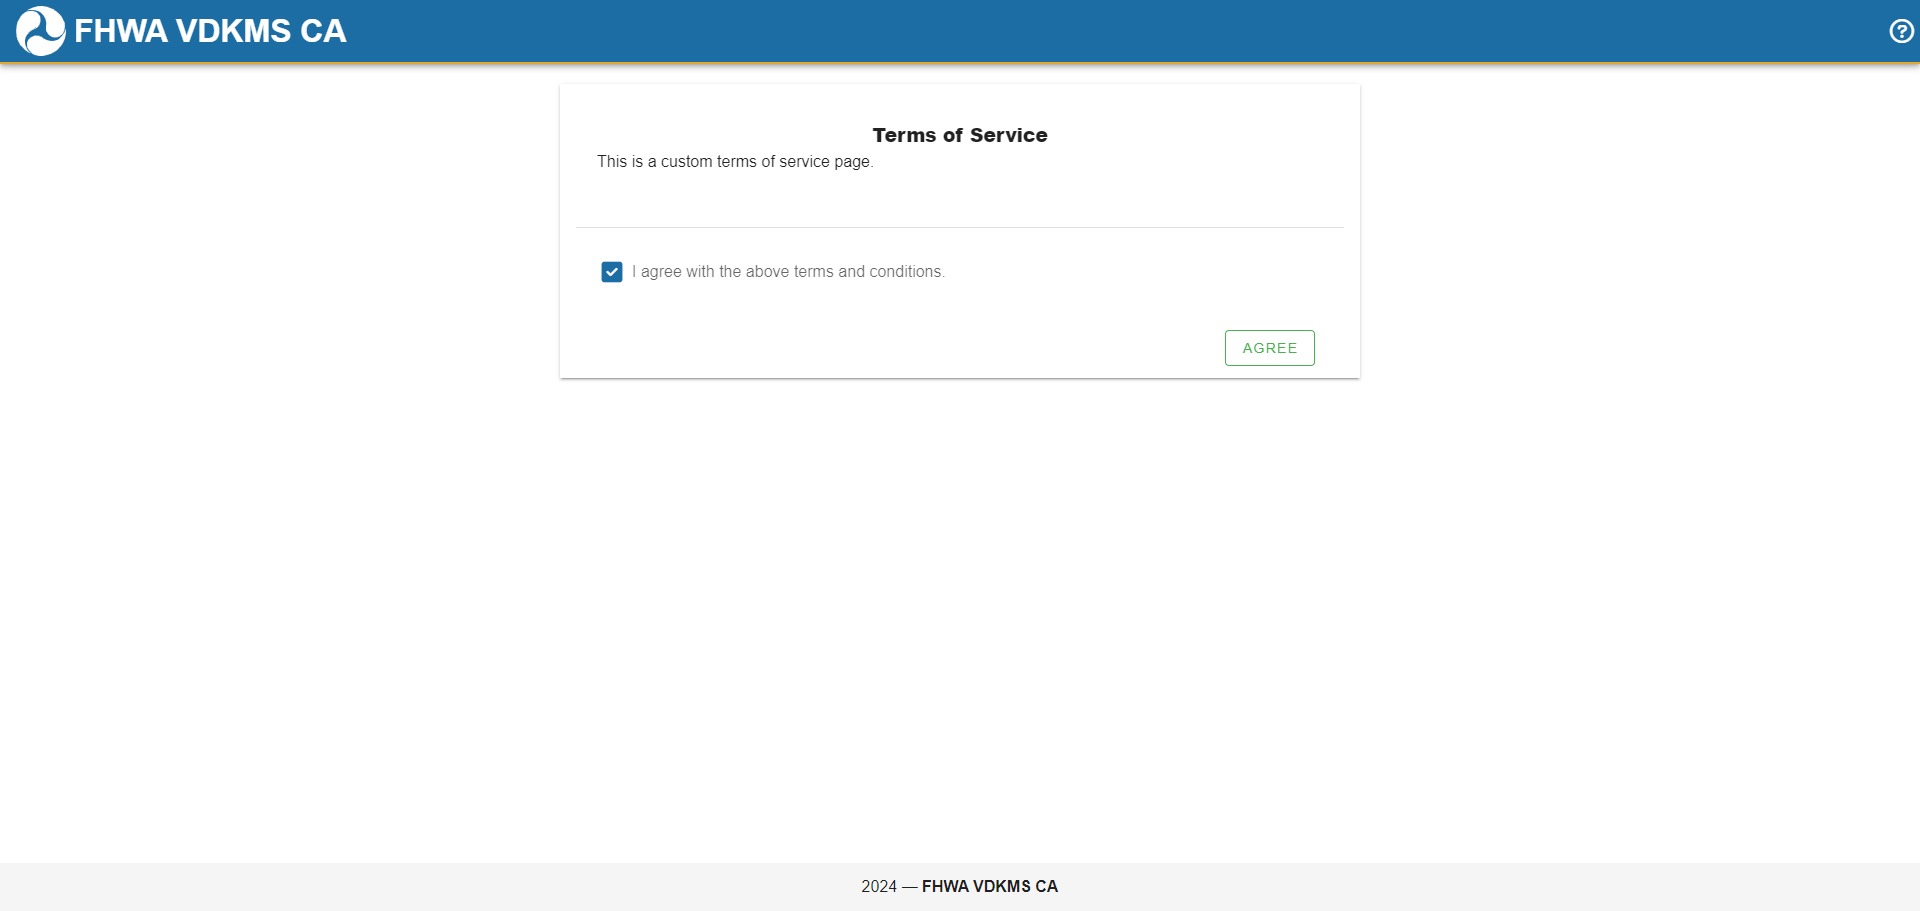 FHWA VDKMS CA
Terms of Service
This is a custom terms of service page.
I agree with the above terms and conditions.
AGREE
2024 — FHWA VDKMS CA